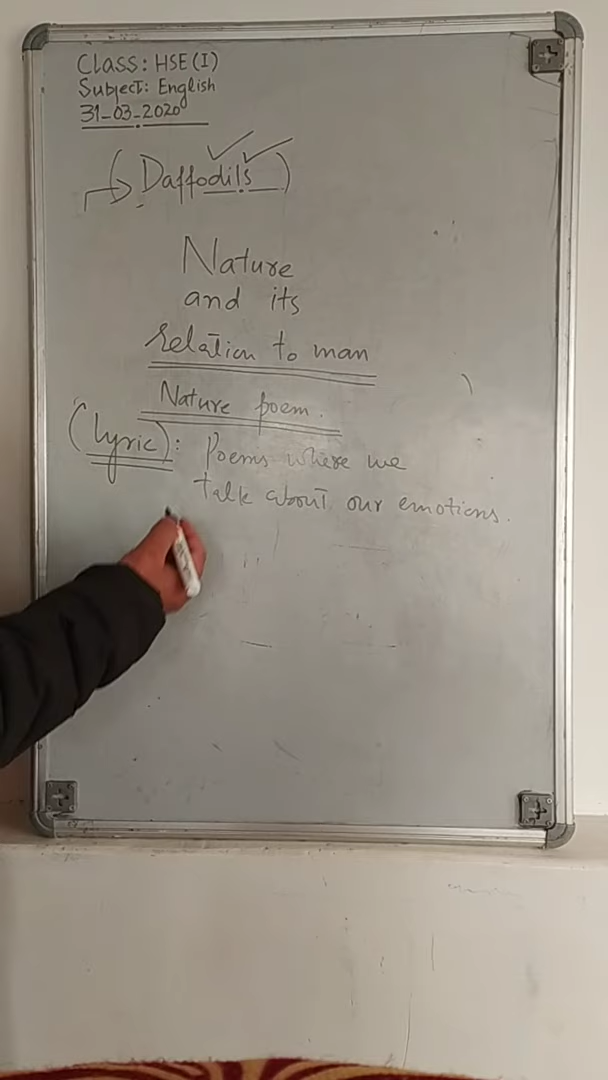 Class: HSE(I)
Subject: English
31-03-2020
Daffodils
Nature
and its
relation to man
Nature poem.
(Lyric): Poems where we
talk about our emotions.